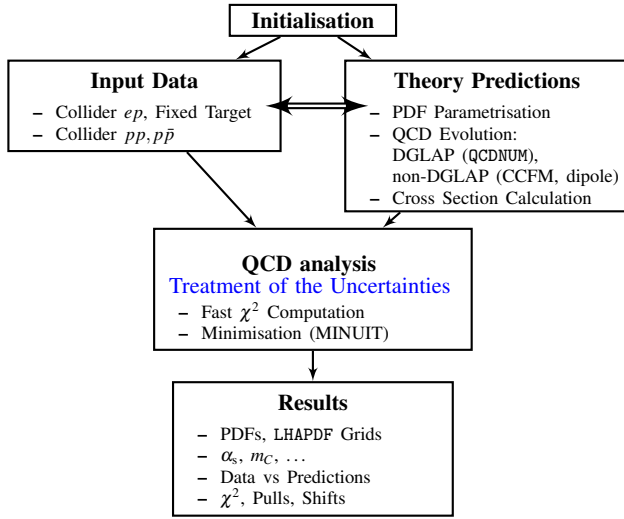 Initialisation
Input Data
– Collider ep, Fixed Target
– Collider pp, pp̄
Theory Predictions
– PDF Parametrisation
– QCD Evolution:
DGLAP (QCDNUM),
non-DGLAP (CCFM, dipole)
– Cross Section Calculation
QCD analysis
Treatment of the Uncertainties
– Fast χ² Computation
– Minimisation (MINUIT)
Results
– PDFs, LHAPDF Grids
– αs, mC, ...
– Data vs Predictions
– χ², Pulls, Shifts